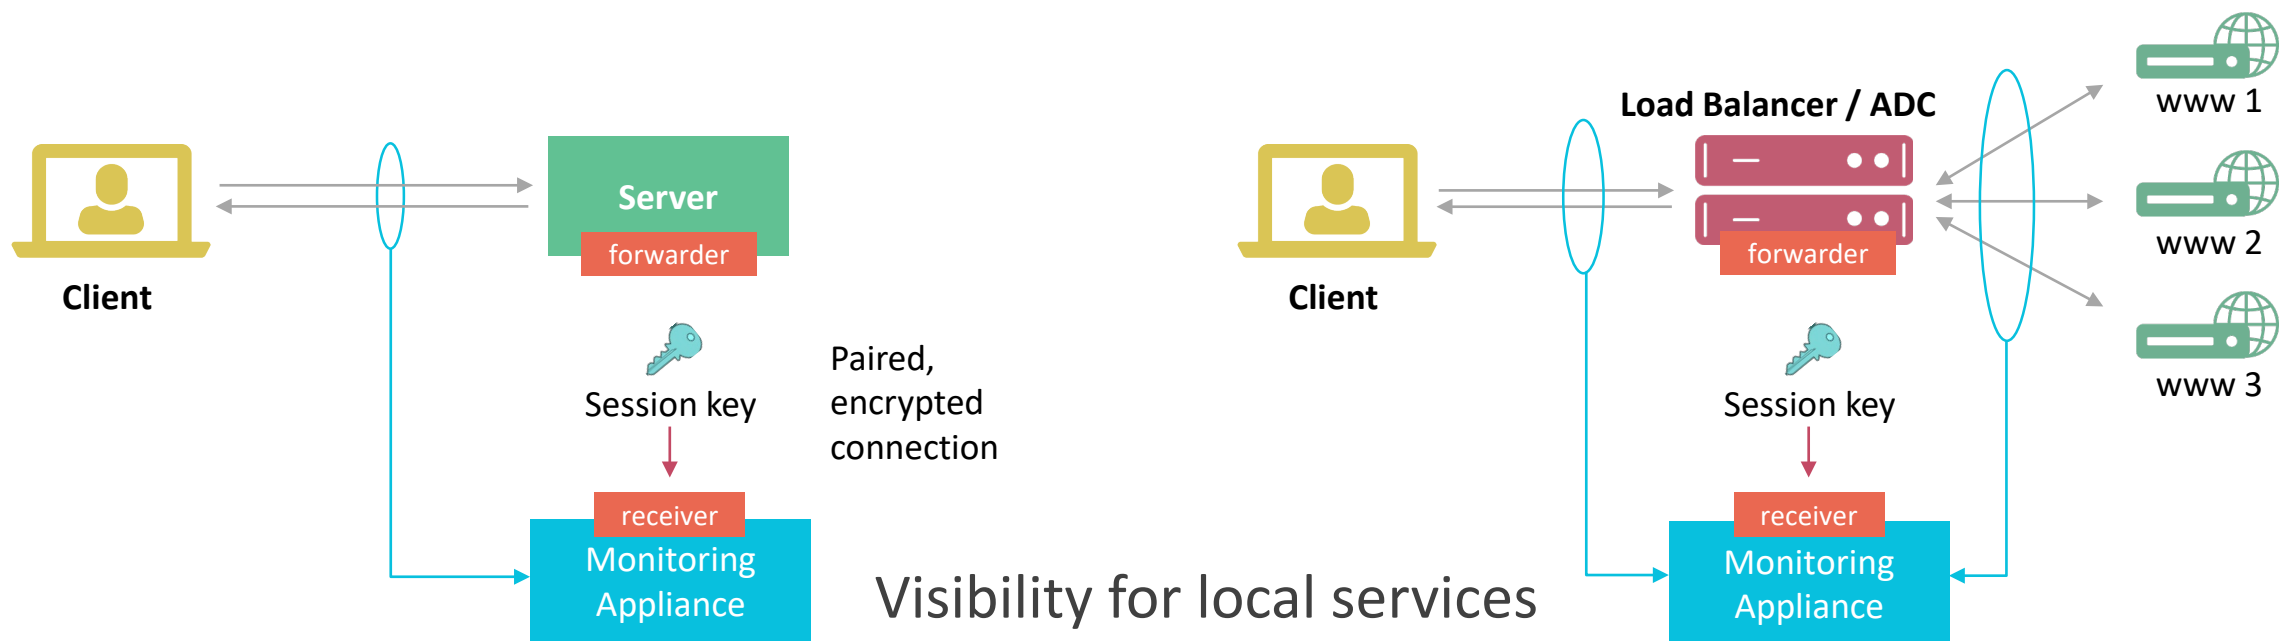 Server
forwarder
Client
Session key
Paired,
encrypted
connection
receiver
Monitoring
Appliance
Visibility for local services
Load Balancer / ADC
forwarder
Client
Session key
receiver
Monitoring
Appliance
www 1
www 2
www 3